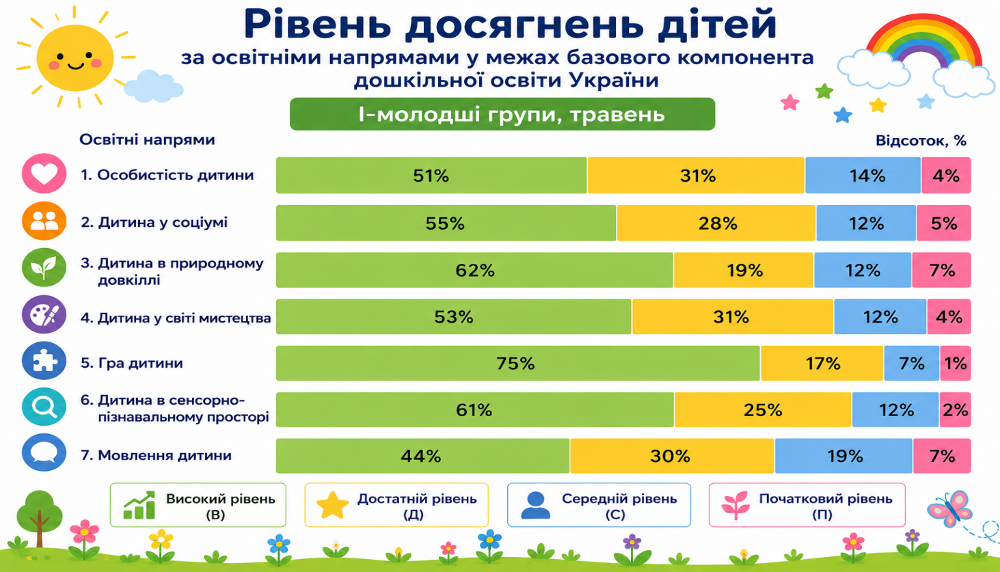 Рівень досягнень дітей
за освітніми напрямами у межах базового компонента
дошкільної освіти України
І-молодші групи, травень
Освітні напрями
Відсоток, %
1. Особистість дитини
51% 31% 14% 4%
2. Дитина у соціумі
55% 28% 12% 5%
3. Дитина в природному
довкіллі
62% 19% 12% 7%
4. Дитина у світі мистецтва
53% 31% 12% 4%
5. Гра дитини
75% 17% 7% 1%
6. Дитина в сенсорно-
пізнавальному просторі
61% 25% 12% 2%
7. Мовлення дитини
44% 30% 19% 7%
Високий рівень
(В)
Достатній рівень
(Д)
Середній рівень
(С)
Початковий рівень
(П)